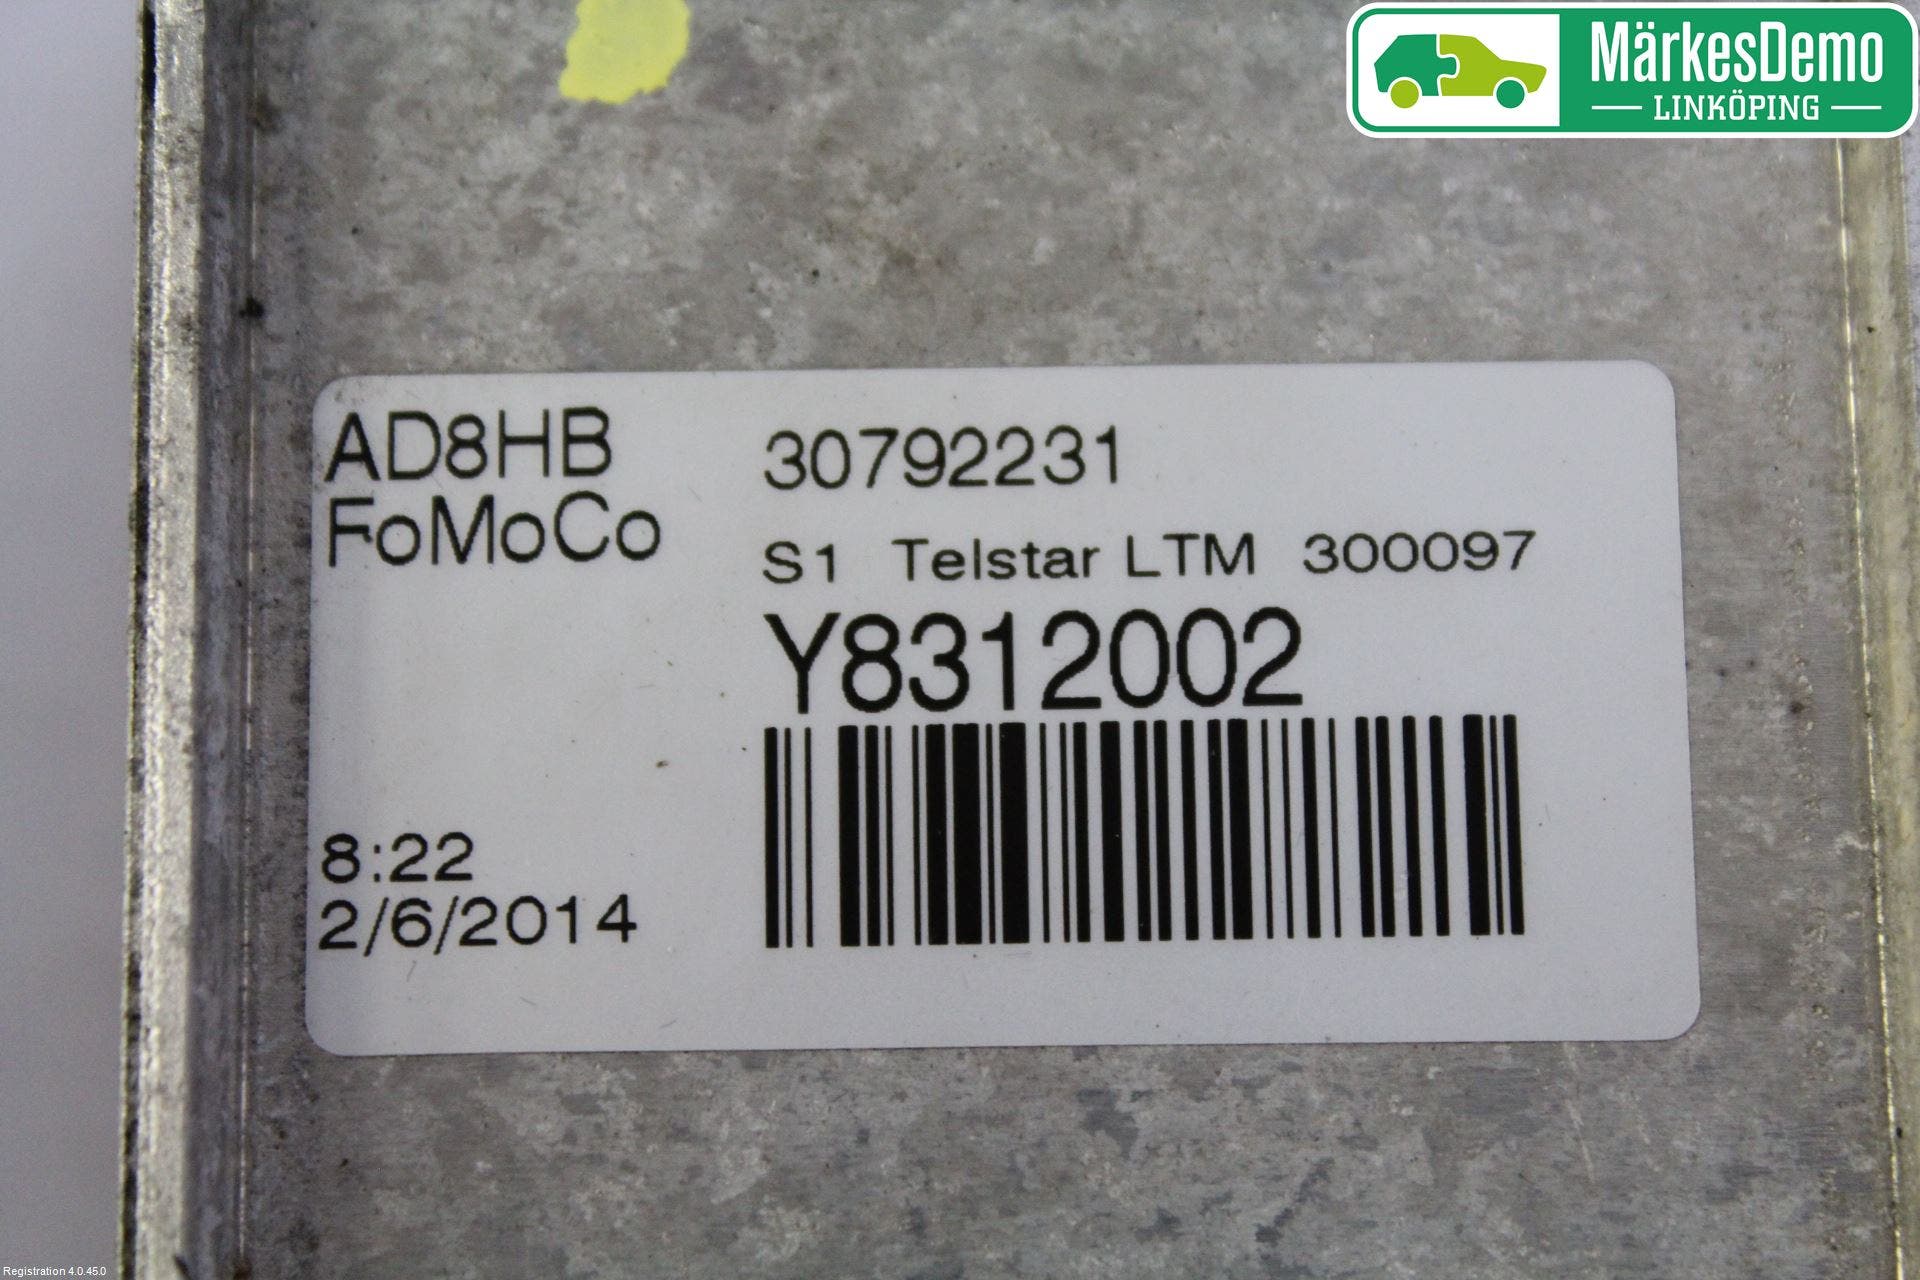 MärkesDemo
LINKÖPING
AD8HB
FoMoCo
30792231
S1 Telstar LTM 300097
Y8312002
8:22
2/6/2014
Registration 4.0.45.0